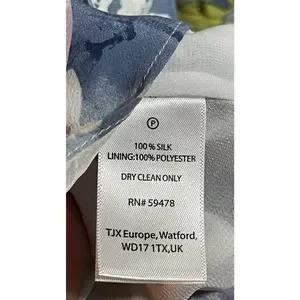 P
100% SILK
LINING:100% POLYESTER
DRY CLEAN ONLY
RN# 59478
TJX Europe, Watford,
WD17 1TX,UK